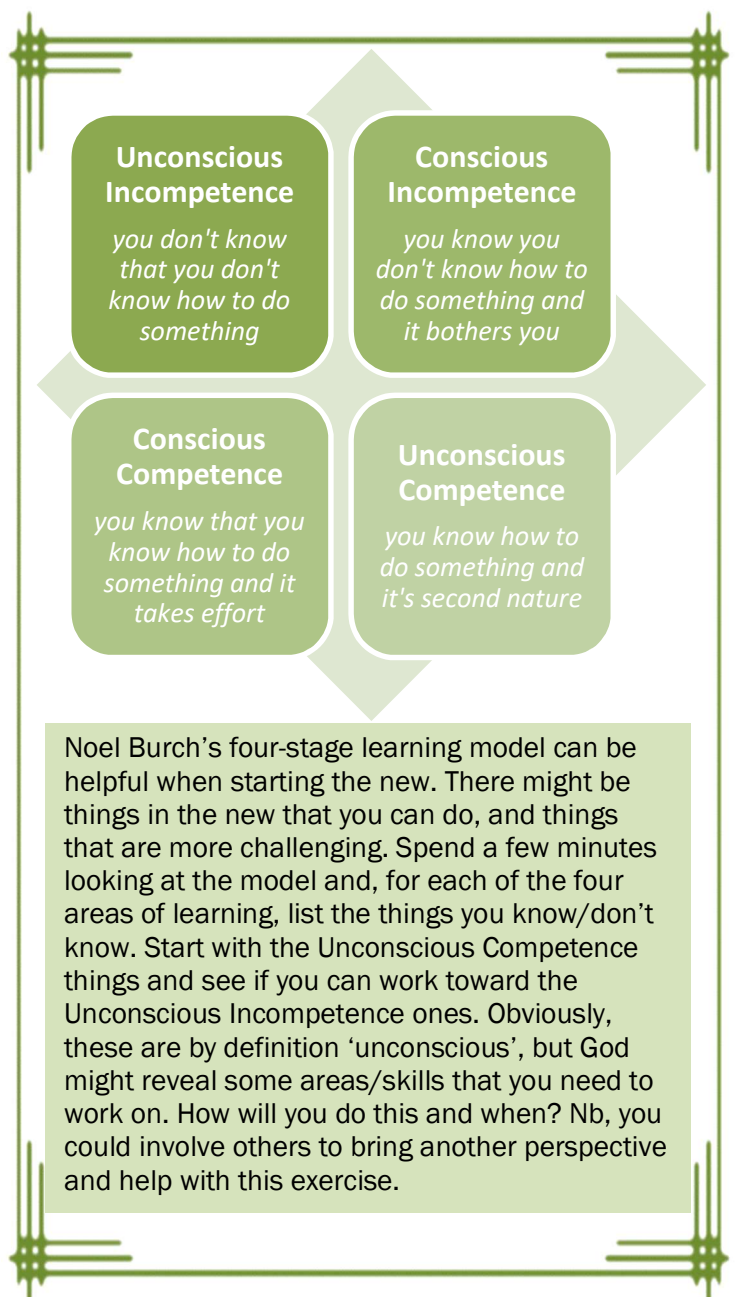 Unconscious
Incompetence
you don't know
that you don't
know how to do
something
Conscious
Incompetence
you know you
don't know how to
do something and
it bothers you
Conscious
Competence
you know that you
know how to do
something and it
takes effort
Unconscious
Competence
you know how to
do something and
it's second nature
Noel Burch’s four-stage learning model can be
helpful when starting the new. There might be
things in the new that you can do, and things
that are more challenging. Spend a few minutes
looking at the model and, for each of the four
areas of learning, list the things you know/don’t
know. Start with the Unconscious Competence
things and see if you can work toward the
Unconscious Incompetence ones. Obviously,
these are by definition ‘unconscious’, but God
might reveal some areas/skills that you need to
work on. How will you do this and when? Nb, you
could involve others to bring another perspective
and help with this exercise.